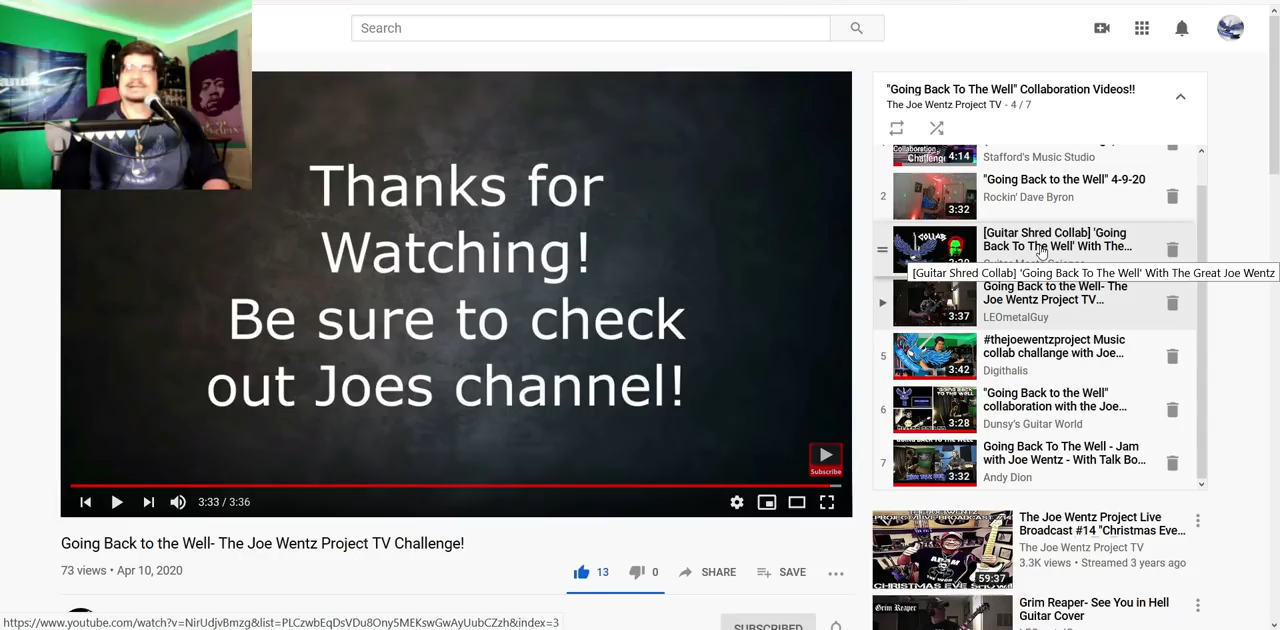 Search
"Going Back To The Well" Collaboration Videos!!
The Joe Wentz Project TV - 4 / 7
Thanks for
Watching!
Be sure to check
out Joes channel!
Subscribe
3:33 / 3:36
Collaboration
4:14
Stafford's Music Studio
2
3:32
"Going Back to the Well" 4-9-20
Rockin' Dave Byron
COLLAB
[Guitar Shred Collab] 'Going
Back To The Well' With The...
[Guitar Shred Collab] 'Going Back To The Well' With The Great Joe Wentz
3:37
Going Back to the Well- The
Joe Wentz Project TV...
LEOmetalGuy
5
3:42
#thejoewentzproject Music
collab challange with Joe...
Digithalis
6
3:28
"Going Back to the Well"
collaboration with the Joe...
Dunsy's Guitar World
7
3:32
Going Back To The Well - Jam
with Joe Wentz - With Talk Bo...
Andy Dion
Going Back to the Well- The Joe Wentz Project TV Challenge!
73 views • Apr 10, 2020
13
0
SHARE
SAVE
SUBSCRIBED
59:37
The Joe Wentz Project Live
Broadcast #14 "Christmas Eve...
The Joe Wentz Project TV
3.3K views • Streamed 3 years ago
Grim Reaper
Grim Reaper- See You in Hell
Guitar Cover
https://www.youtube.com/watch?v=NirUdjvBmzg&list=PLCzwbEqDsVDu8Ony5MEKswGwAyUubCZzh&index=3